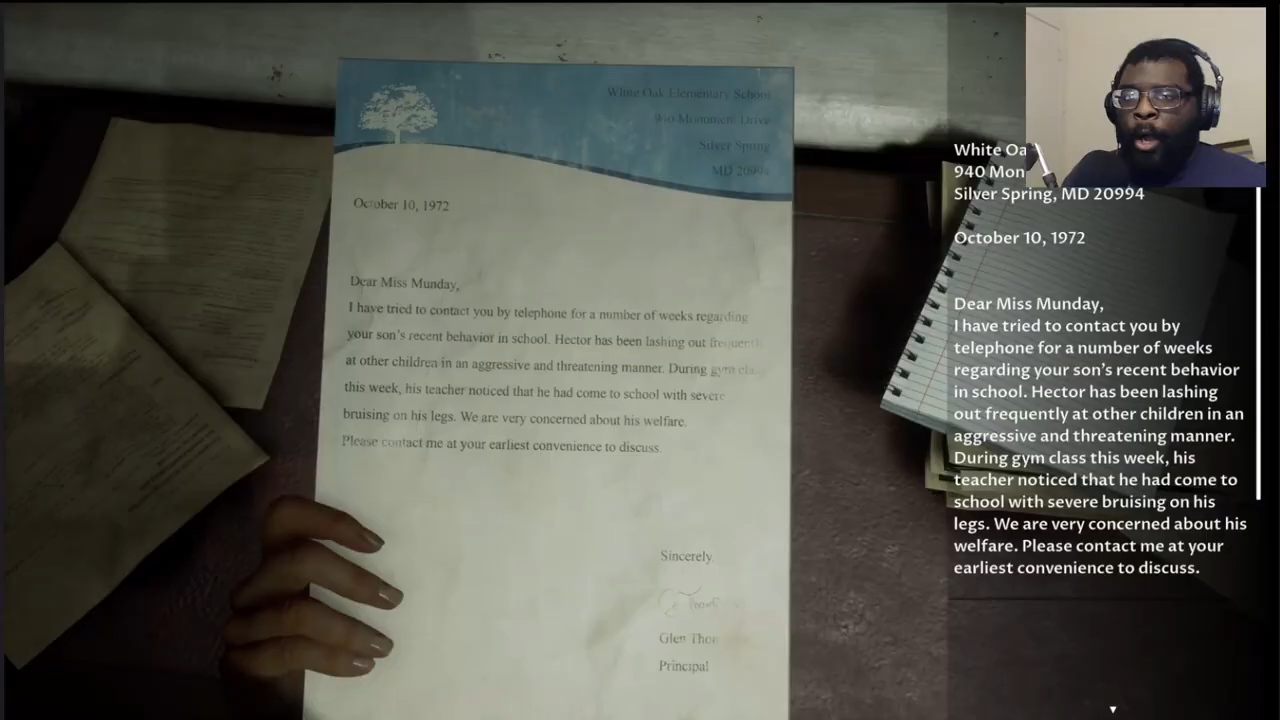 White Oak Elementary School
940 Monument Drive
Silver Spring
MD 20994
October 10, 1972
Dear Miss Munday,
I have tried to contact you by telephone for a number of weeks regarding
your son's recent behavior in school. Hector has been lashing out frequently
at other children in an aggressive and threatening manner. During gym class
this week, his teacher noticed that he had come to school with severe
bruising on his legs. We are very concerned about his welfare.
Please contact me at your earliest convenience to discuss.
Sincerely
Glen
Principal
White Oa
940 Mon
Silver Spring, MD 20994
October 10, 1972
Dear Miss Munday,
I have tried to contact you by
telephone for a number of weeks
regarding your son's recent behavior
in school. Hector has been lashing
out frequently at other children in an
aggressive and threatening manner.
During gym class this week, his
teacher noticed that he had come to
school with severe bruising on his
legs. We are very concerned about his
welfare. Please contact me at your
earliest convenience to discuss.